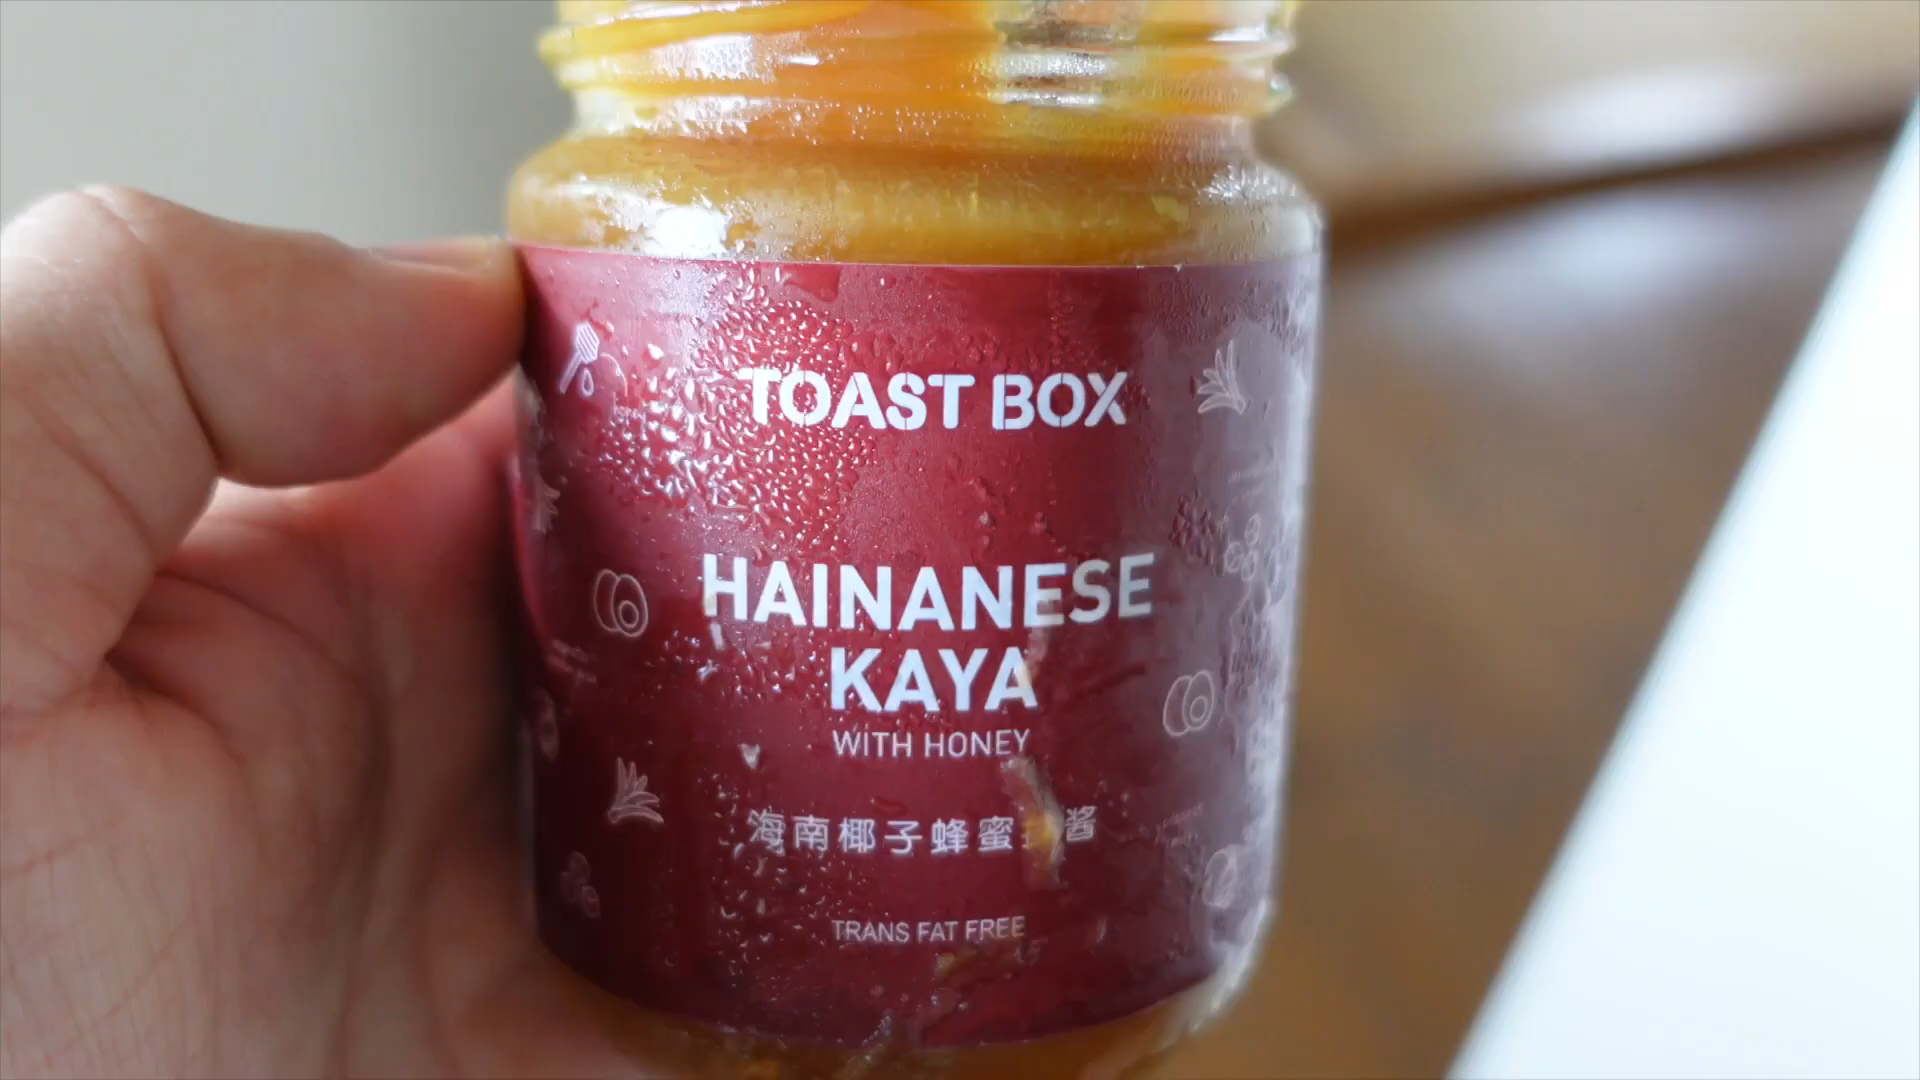 TOAST BOX
HAINANESE
KAYA
WITH HONEY
海南椰子蜂蜜 酱
TRANS FAT FREE